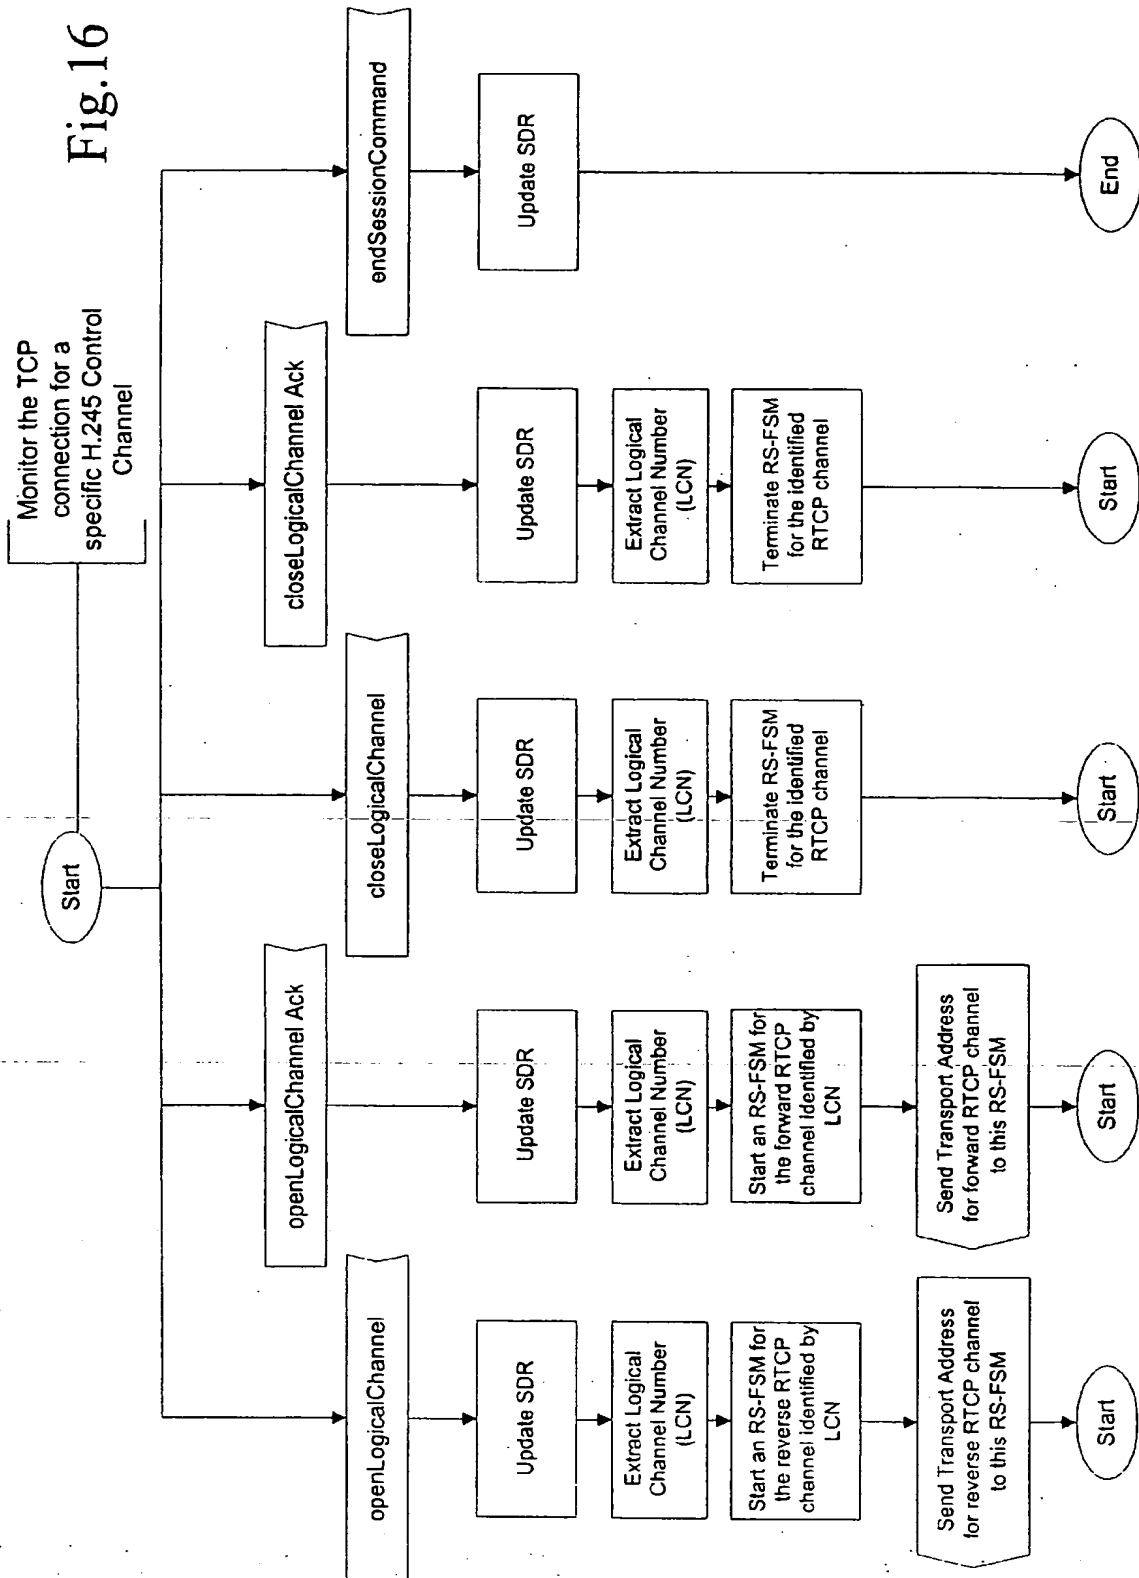 Fig.16
Monitor the TCP
connection for a
specific H.245 Control
Channel
Start
openLogicalChannel
Update SDR
Extract Logical
Channel Number
(LCN)
Start an RS-FSM for
the reverse RTCP
channel identified by
LCN
Send Transport Address
for reverse RTCP channel
to this RS-FSM
Start
openLogicalChannel Ack
Update SDR
Extract Logical
Channel Number
(LCN)
Start an RS-FSM for
the forward RTCP
channel identified by
LCN
Send Transport Address
for forward RTCP channel
to this RS-FSM
Start
closeLogicalChannel
Update SDR
Extract Logical
Channel Number
(LCN)
Terminate RS-FSM
for the identified
RTCP channel
Start
closeLogicalChannel Ack
Update SDR
Extract Logical
Channel Number
(LCN)
Terminate RS-FSM
for the identified
RTCP channel
Start
endSessionCommand
Update SDR
End